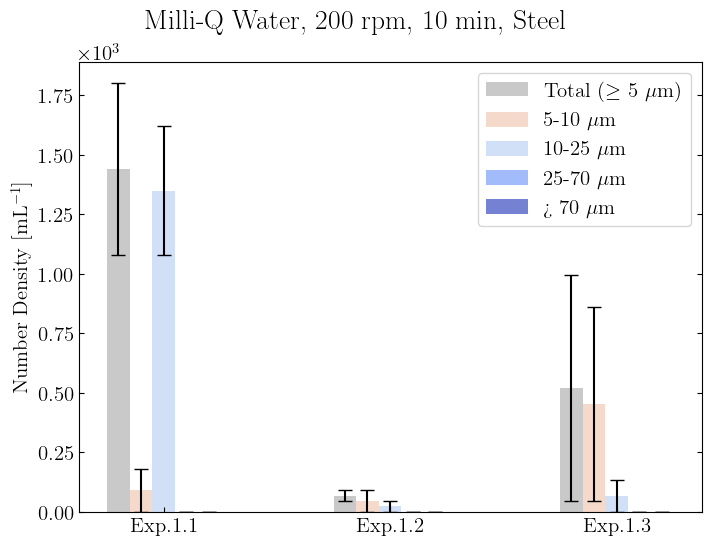 Milli-Q Water, 200 rpm, 10 min, Steel
×10³
1.75
1.50
1.25
1.00
0.75
0.50
0.25
0.00
Number Density [mL⁻¹]
Total (≥ 5 μm)
5-10 μm
10-25 μm
25-70 μm
¿ 70 μm
Exp.1.1 Exp.1.2 Exp.1.3